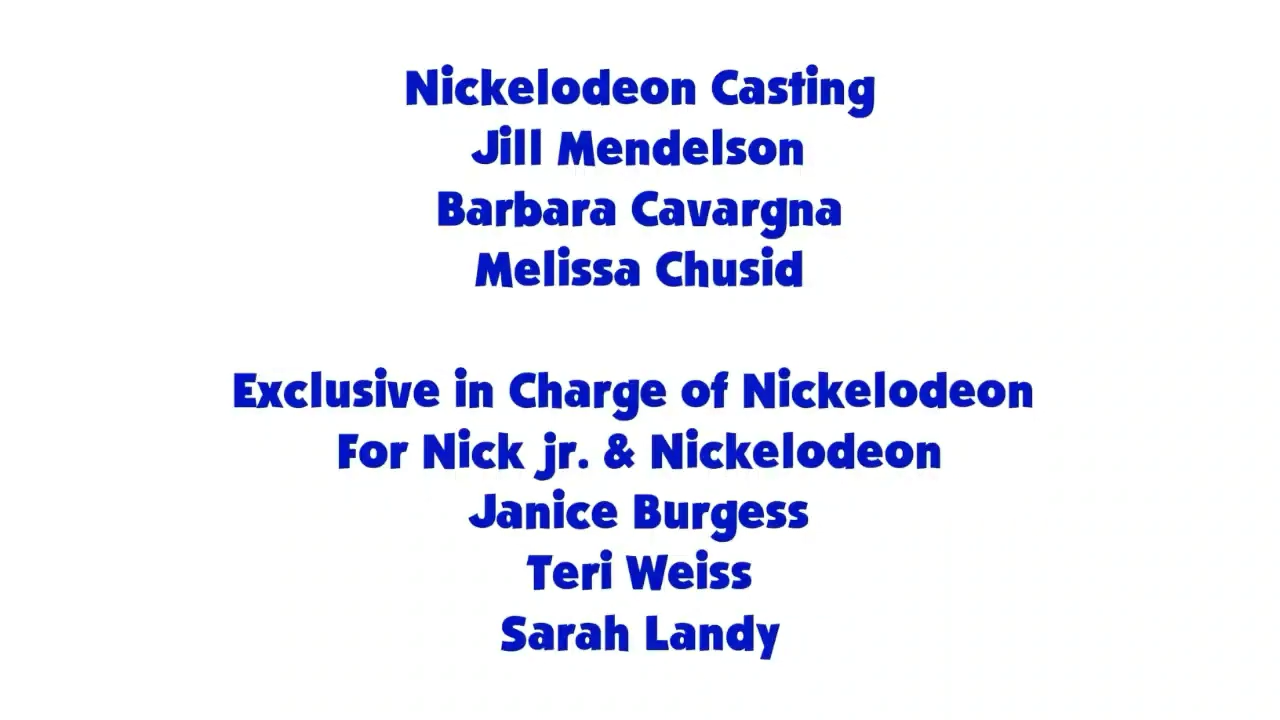 Nickelodeon Casting
Jill Mendelson
Barbara Cavargna
Melissa Chusid
Exclusive in Charge of Nickelodeon
For Nick jr. & Nickelodeon
Janice Burgess
Teri Weiss
Sarah Landy